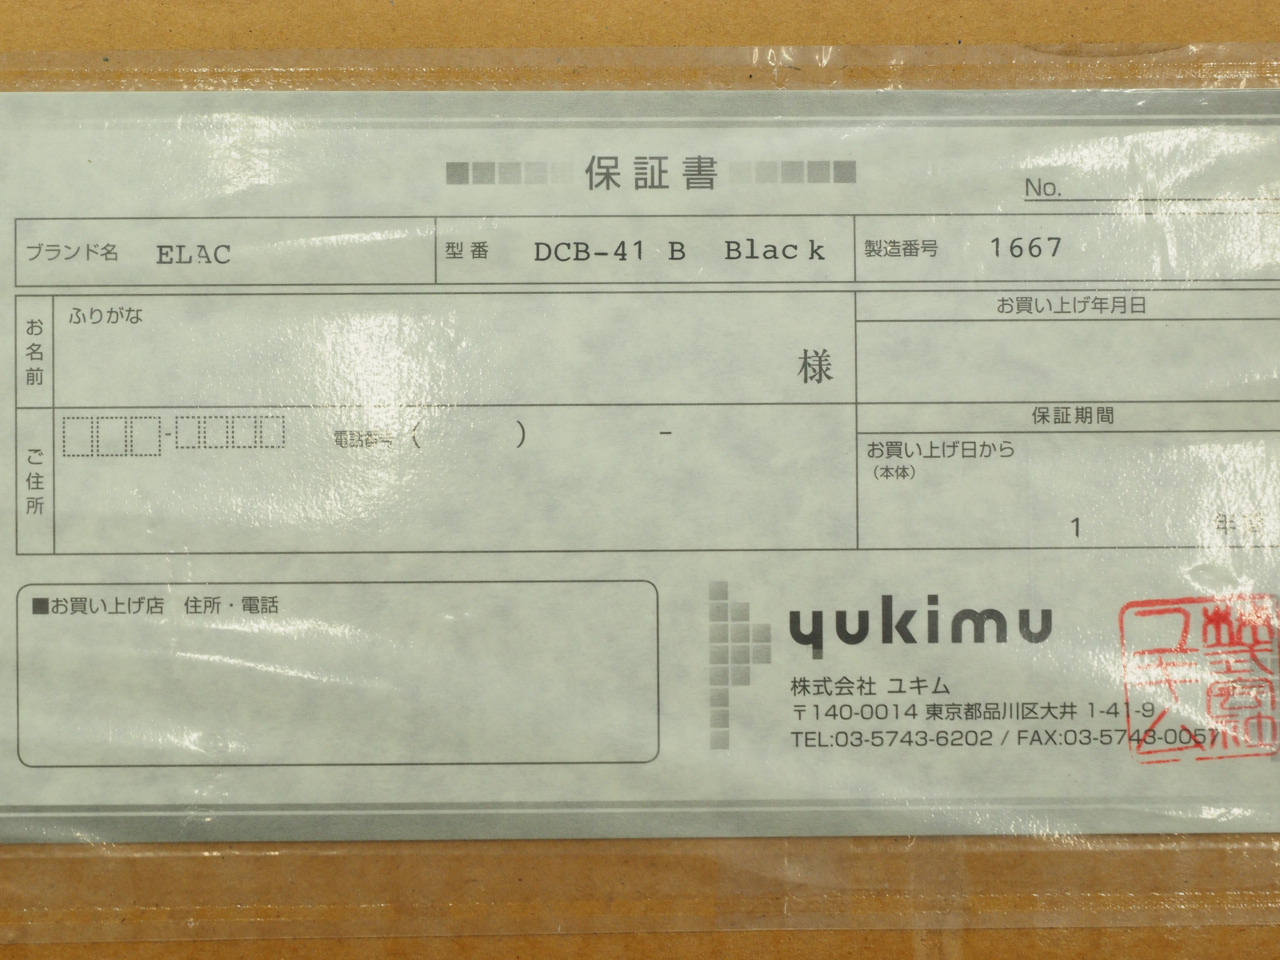 保証書
No.
ブランド名 ELAC 型番 DCB-41 B Black 製造番号 1667
お名前 ふりがな 様 お買い上げ年月日
保証期間
ご住所 - 電話番号 ( ) -
お買い上げ日から
(本体)
1 年
■お買い上げ店 住所・電話
yukimu
株式会社 ユキム
〒140-0014 東京都品川区大井 1-41-9
TEL:03-5743-6202 / FAX:03-5743-0057
ユキム